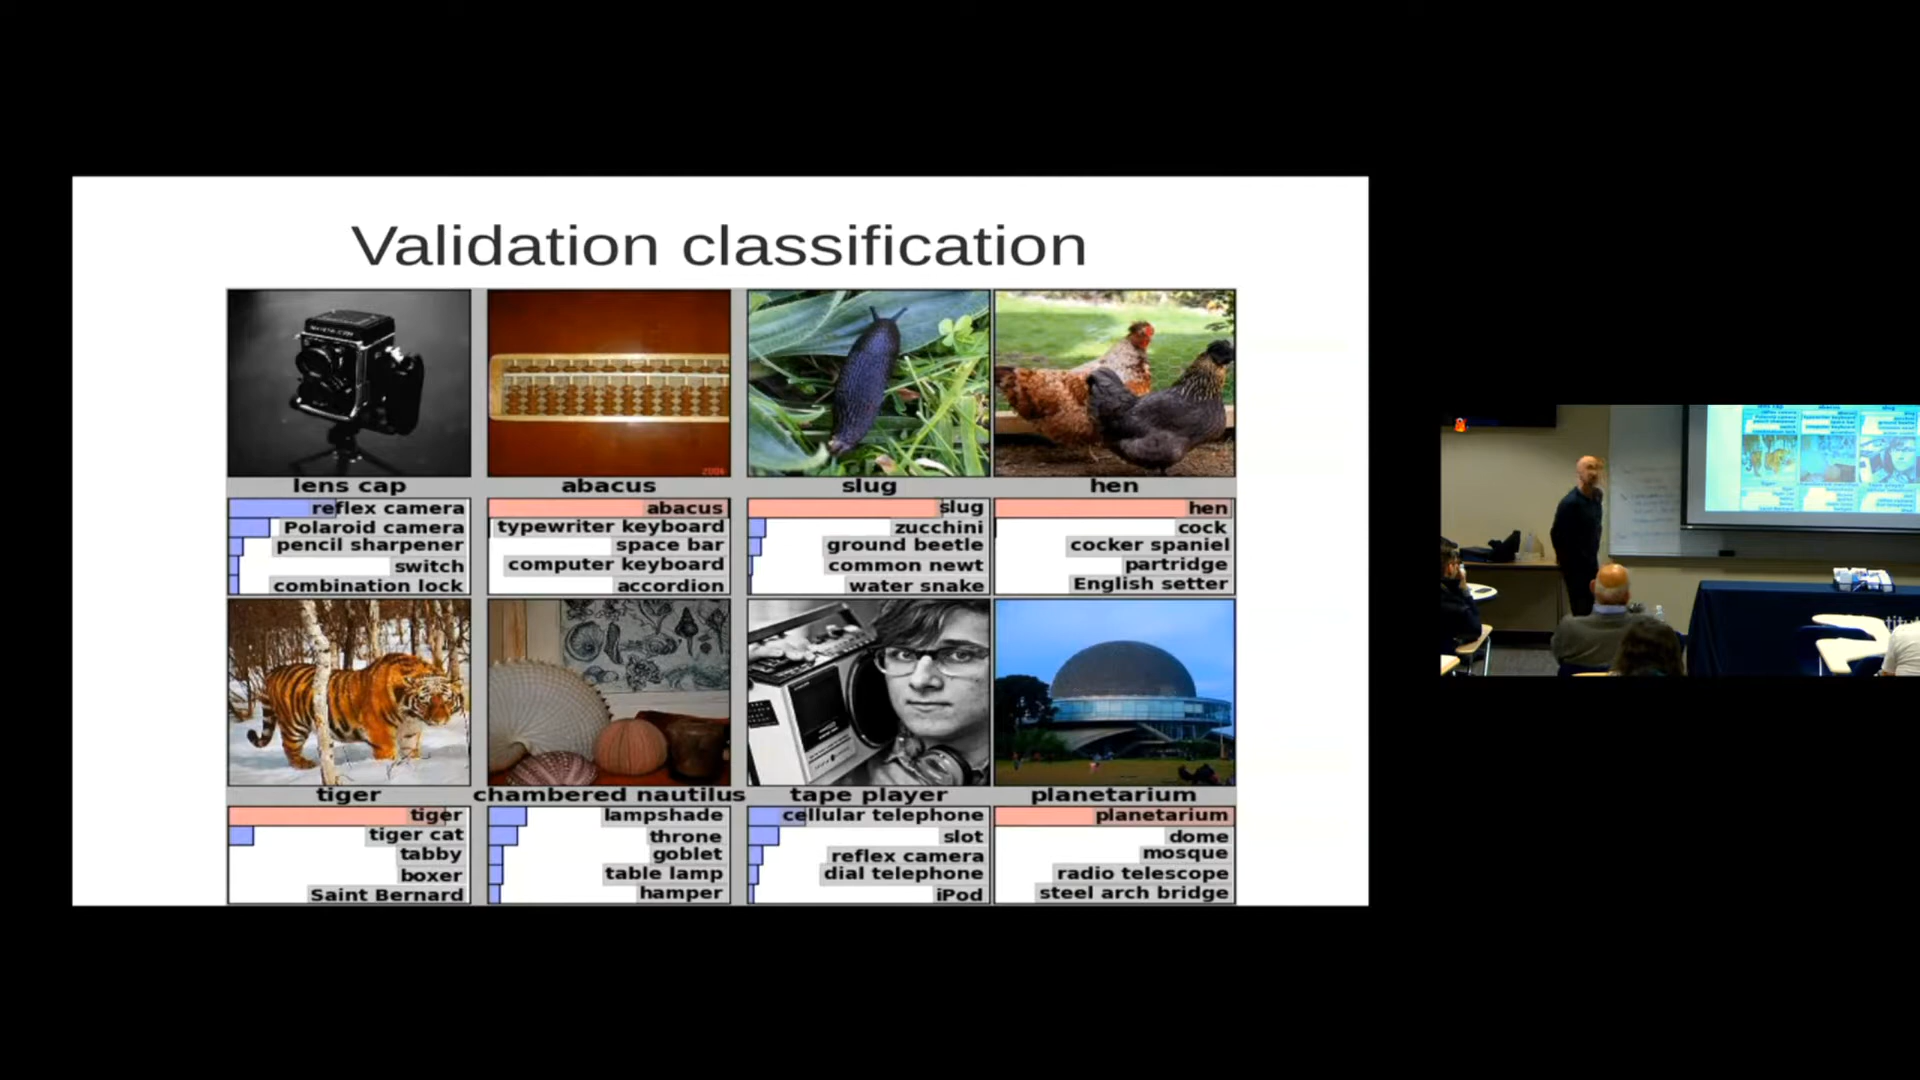 Validation classification
2004
lens cap
abacus
slug
hen
reflex camera
Polaroid camera
pencil sharpener
switch
combination lock
abacus
typewriter keyboard
space bar
computer keyboard
accordion
slug
zucchini
ground beetle
common newt
water snake
hen
cock
cocker spaniel
partridge
English setter
tiger
chambered nautilus
tape player
planetarium
tiger
tiger cat
tabby
boxer
Saint Bernard
lampshade
throne
goblet
table lamp
hamper
cellular telephone
slot
reflex camera
dial telephone
iPod
planetarium
dome
mosque
radio telescope
steel arch bridge